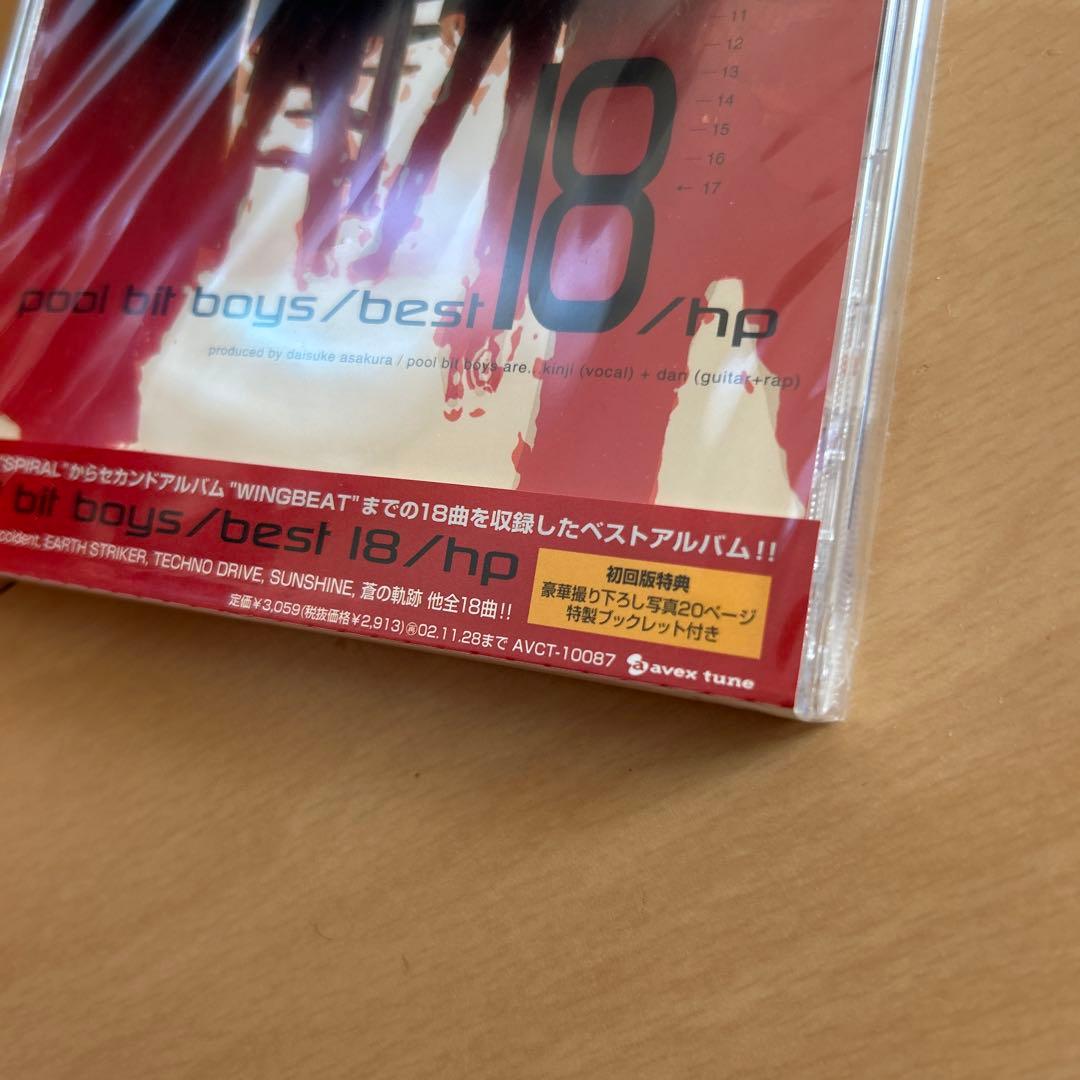 11
12
13
14
15
16
← 17
pool bit boys/best 18/hp
produced by daisuke asakura / pool bit boys are...kinji (vocal) + dan (guitar+rap)
"SPIRAL"からセカンドアルバム"WINGBEAT"までの18曲を収録したベストアルバム!!
bit boys/best 18/hp
EARTH STRIKER, TECHNO DRIVE, SUNSHINE, 蒼の軌跡 他全18曲!!
初回版特典
豪華撮り下ろし写真20ページ
特製ブックレット付き
定価¥3,059(税抜価格¥2,913)㊢02.11.28まで AVCT-10087 avex tune